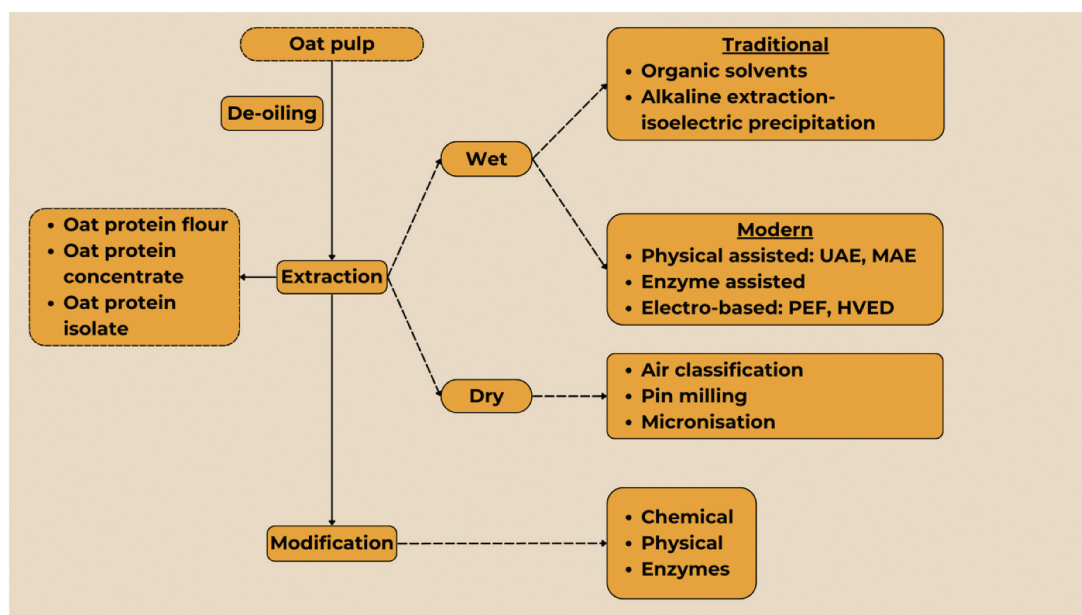 Oat pulp
De-oiling
Traditional
• Organic solvents
• Alkaline extraction-
isoelectric precipitation
Wet
• Oat protein flour
• Oat protein
concentrate
• Oat protein
isolate
Extraction
Modern
• Physical assisted: UAE, MAE
• Enzyme assisted
• Electro-based: PEF, HVED
Dry
• Air classification
• Pin milling
• Micronisation
Modification
• Chemical
• Physical
• Enzymes